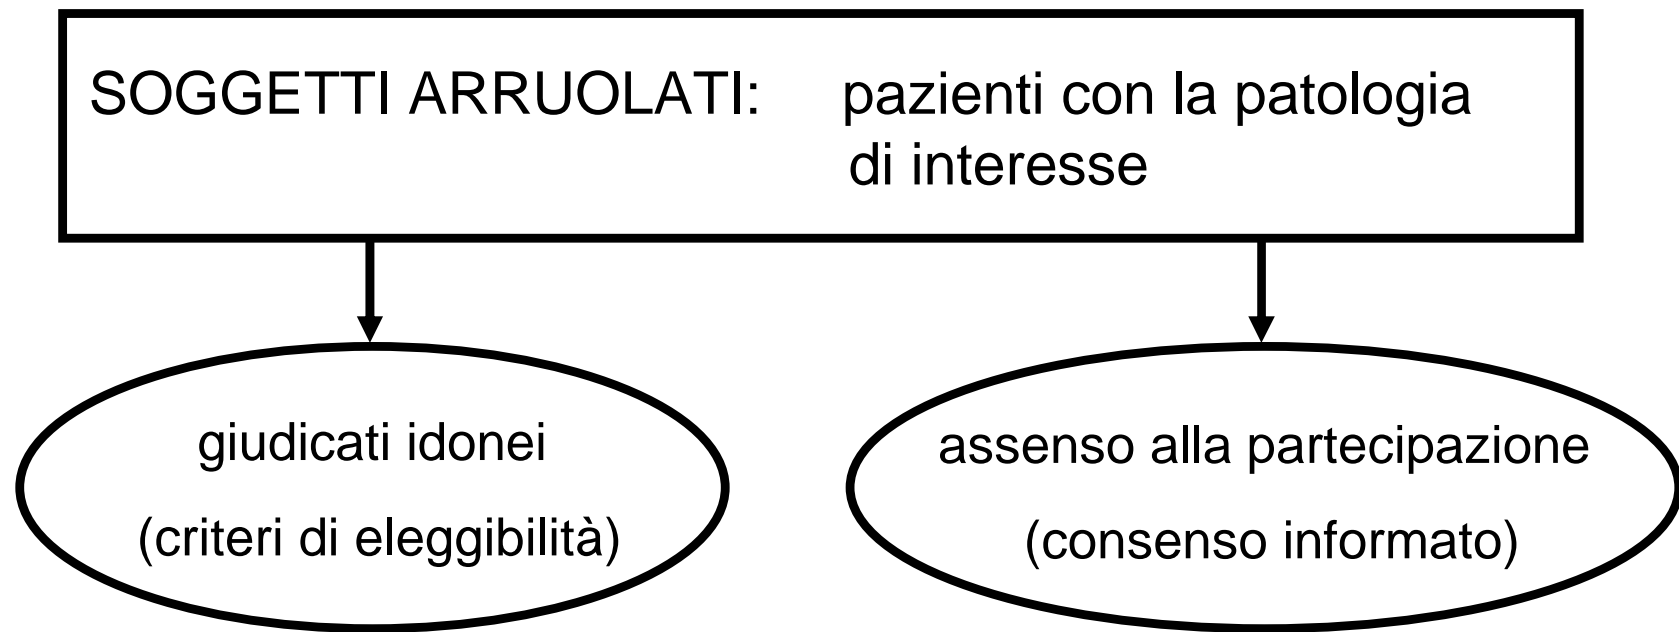 SOGGETTI ARRUOLATI: pazienti con la patologia
di interesse
giudicati idonei
(criteri di eleggibilità)
assenso alla partecipazione
(consenso informato)